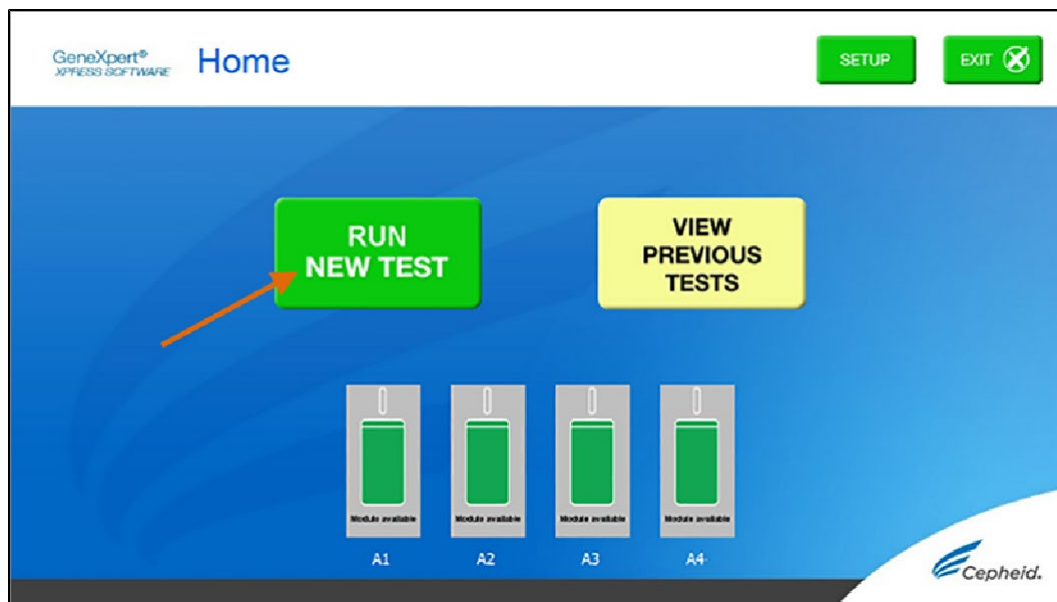 GeneXpert®
XPRESS SOFTWARE
Home
SETUP
EXIT
RUN
NEW TEST
VIEW
PREVIOUS
TESTS
Module available
Module available
Module available
Module available
A1
A2
A3
A4
Cepheid.